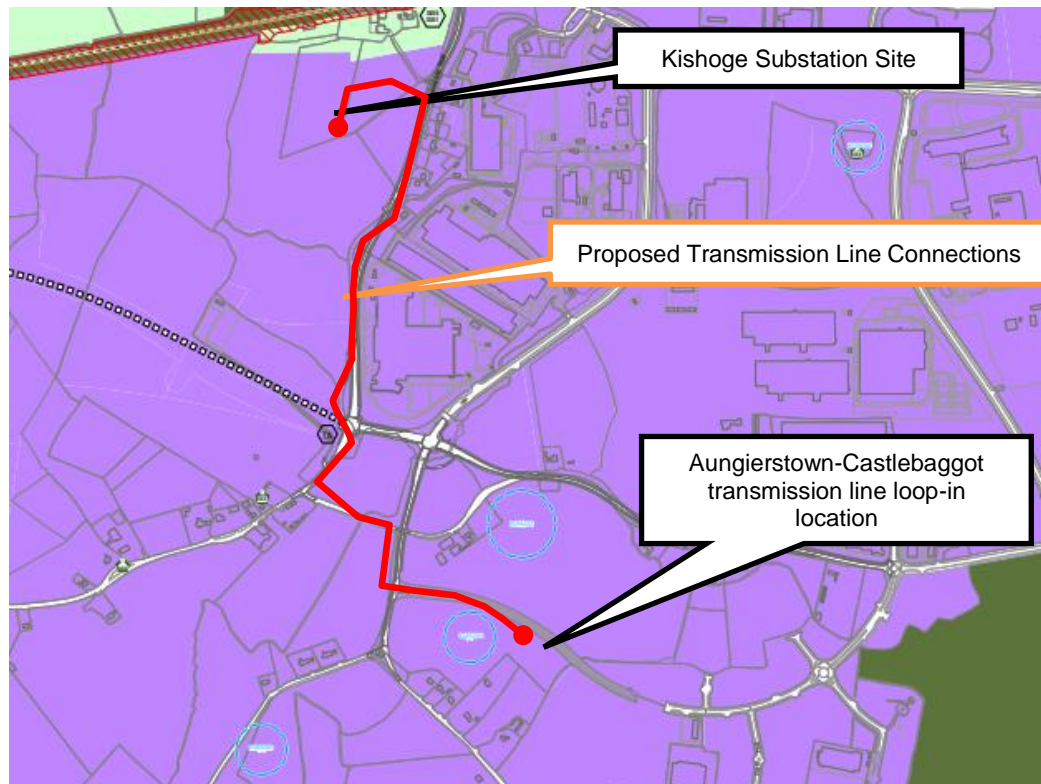 Kishoge Substation Site
Proposed Transmission Line Connections
Aungierstown-Castlebaggot
transmission line loop-in
location